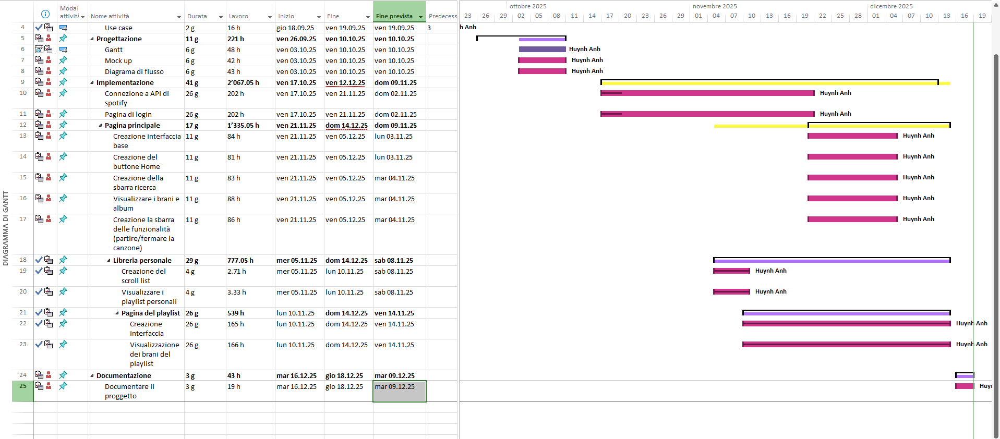 ottobre 2025 novembre 2025 dicembre 2025
Modal
attività Nome attività Durata Lavoro Inizio Fine Fine prevista Predecess 23 26 29 02 05 08 11 14 17 20 23 26 29 01 04 07 10 13 16 19 22 25 28 01 04 07 10 13 16 19
4 Use case 2 g 16 h gio 18.09.25 ven 19.09.25 ven 19.09.25 3 h Anh
5 Progettazione 11 g 221 h ven 26.09.25 ven 10.10.25 ven 10.10.25
6 Gantt 6 g 48 h ven 03.10.25 ven 10.10.25 ven 10.10.25 Huynh Anh
7 Mock up 6 g 42 h ven 03.10.25 ven 10.10.25 ven 10.10.25 Huynh Anh
8 Diagrama di flusso 6 g 43 h ven 03.10.25 ven 10.10.25 ven 10.10.25 Huynh Anh
9 Implementazione 41 g 2'067.05 h ven 17.10.25 ven 12.12.25 dom 09.11.25
10 Connezione a API di 26 g 202 h ven 17.10.25 ven 21.11.25 dom 02.11.25 Huynh Anh
spotify
11 Pagina di login 26 g 202 h ven 17.10.25 ven 21.11.25 dom 02.11.25 Huynh Anh
12 Pagina principale 17 g 1'335.05 h ven 21.11.25 dom 14.12.25 dom 09.11.25
13 Creazione interfaccia 11 g 84 h ven 21.11.25 ven 05.12.25 lun 03.11.25 Huynh Anh
base
14 Creazione del 11 g 81 h ven 21.11.25 ven 05.12.25 lun 03.11.25 Huynh Anh
buttone Home
15 Creazione della 11 g 83 h ven 21.11.25 ven 05.12.25 mar 04.11.25 Huynh Anh
sbarra ricerca
16 Visualizzare i brani e 11 g 88 h ven 21.11.25 ven 05.12.25 mar 04.11.25 Huynh Anh
album
17 Creazione la sbarra 11 g 86 h ven 21.11.25 ven 05.12.25 mar 04.11.25 Huynh Anh
delle funzionalità
(partire/fermare la
canzone)
18 Libreria personale 29 g 777.05 h mer 05.11.25 dom 14.12.25 sab 08.11.25
19 Creazione del 4 g 2.71 h mer 05.11.25 lun 10.11.25 sab 08.11.25 Huynh Anh
scroll list
20 Visualizzare i 4 g 3.33 h mer 05.11.25 lun 10.11.25 sab 08.11.25 Huynh Anh
playlist personali
21 Pagina del playlist 26 g 539 h lun 10.11.25 dom 14.12.25 ven 14.11.25
22 Creazione 26 g 165 h lun 10.11.25 dom 14.12.25 ven 14.11.25 Huynh Anh
interfaccia
23 Visualizzazione 26 g 166 h lun 10.11.25 dom 14.12.25 ven 14.11.25 Huynh Anh
dei brani del
playlist
24 Documentazione 3 g 43 h mar 16.12.25 gio 18.12.25 mar 09.12.25
25 Documentare il 3 g 19 h mar 16.12.25 gio 18.12.25 mar 09.12.25 Huyn
proggetto
DIAGRAMMA DI GANTT